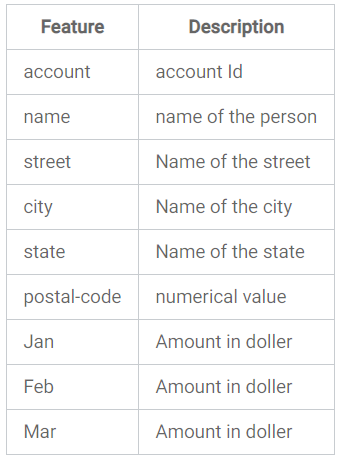 Feature Description
account account Id
name name of the person
street Name of the street
city Name of the city
state Name of the state
postal-code numerical value
Jan Amount in doller
Feb Amount in doller
Mar Amount in doller